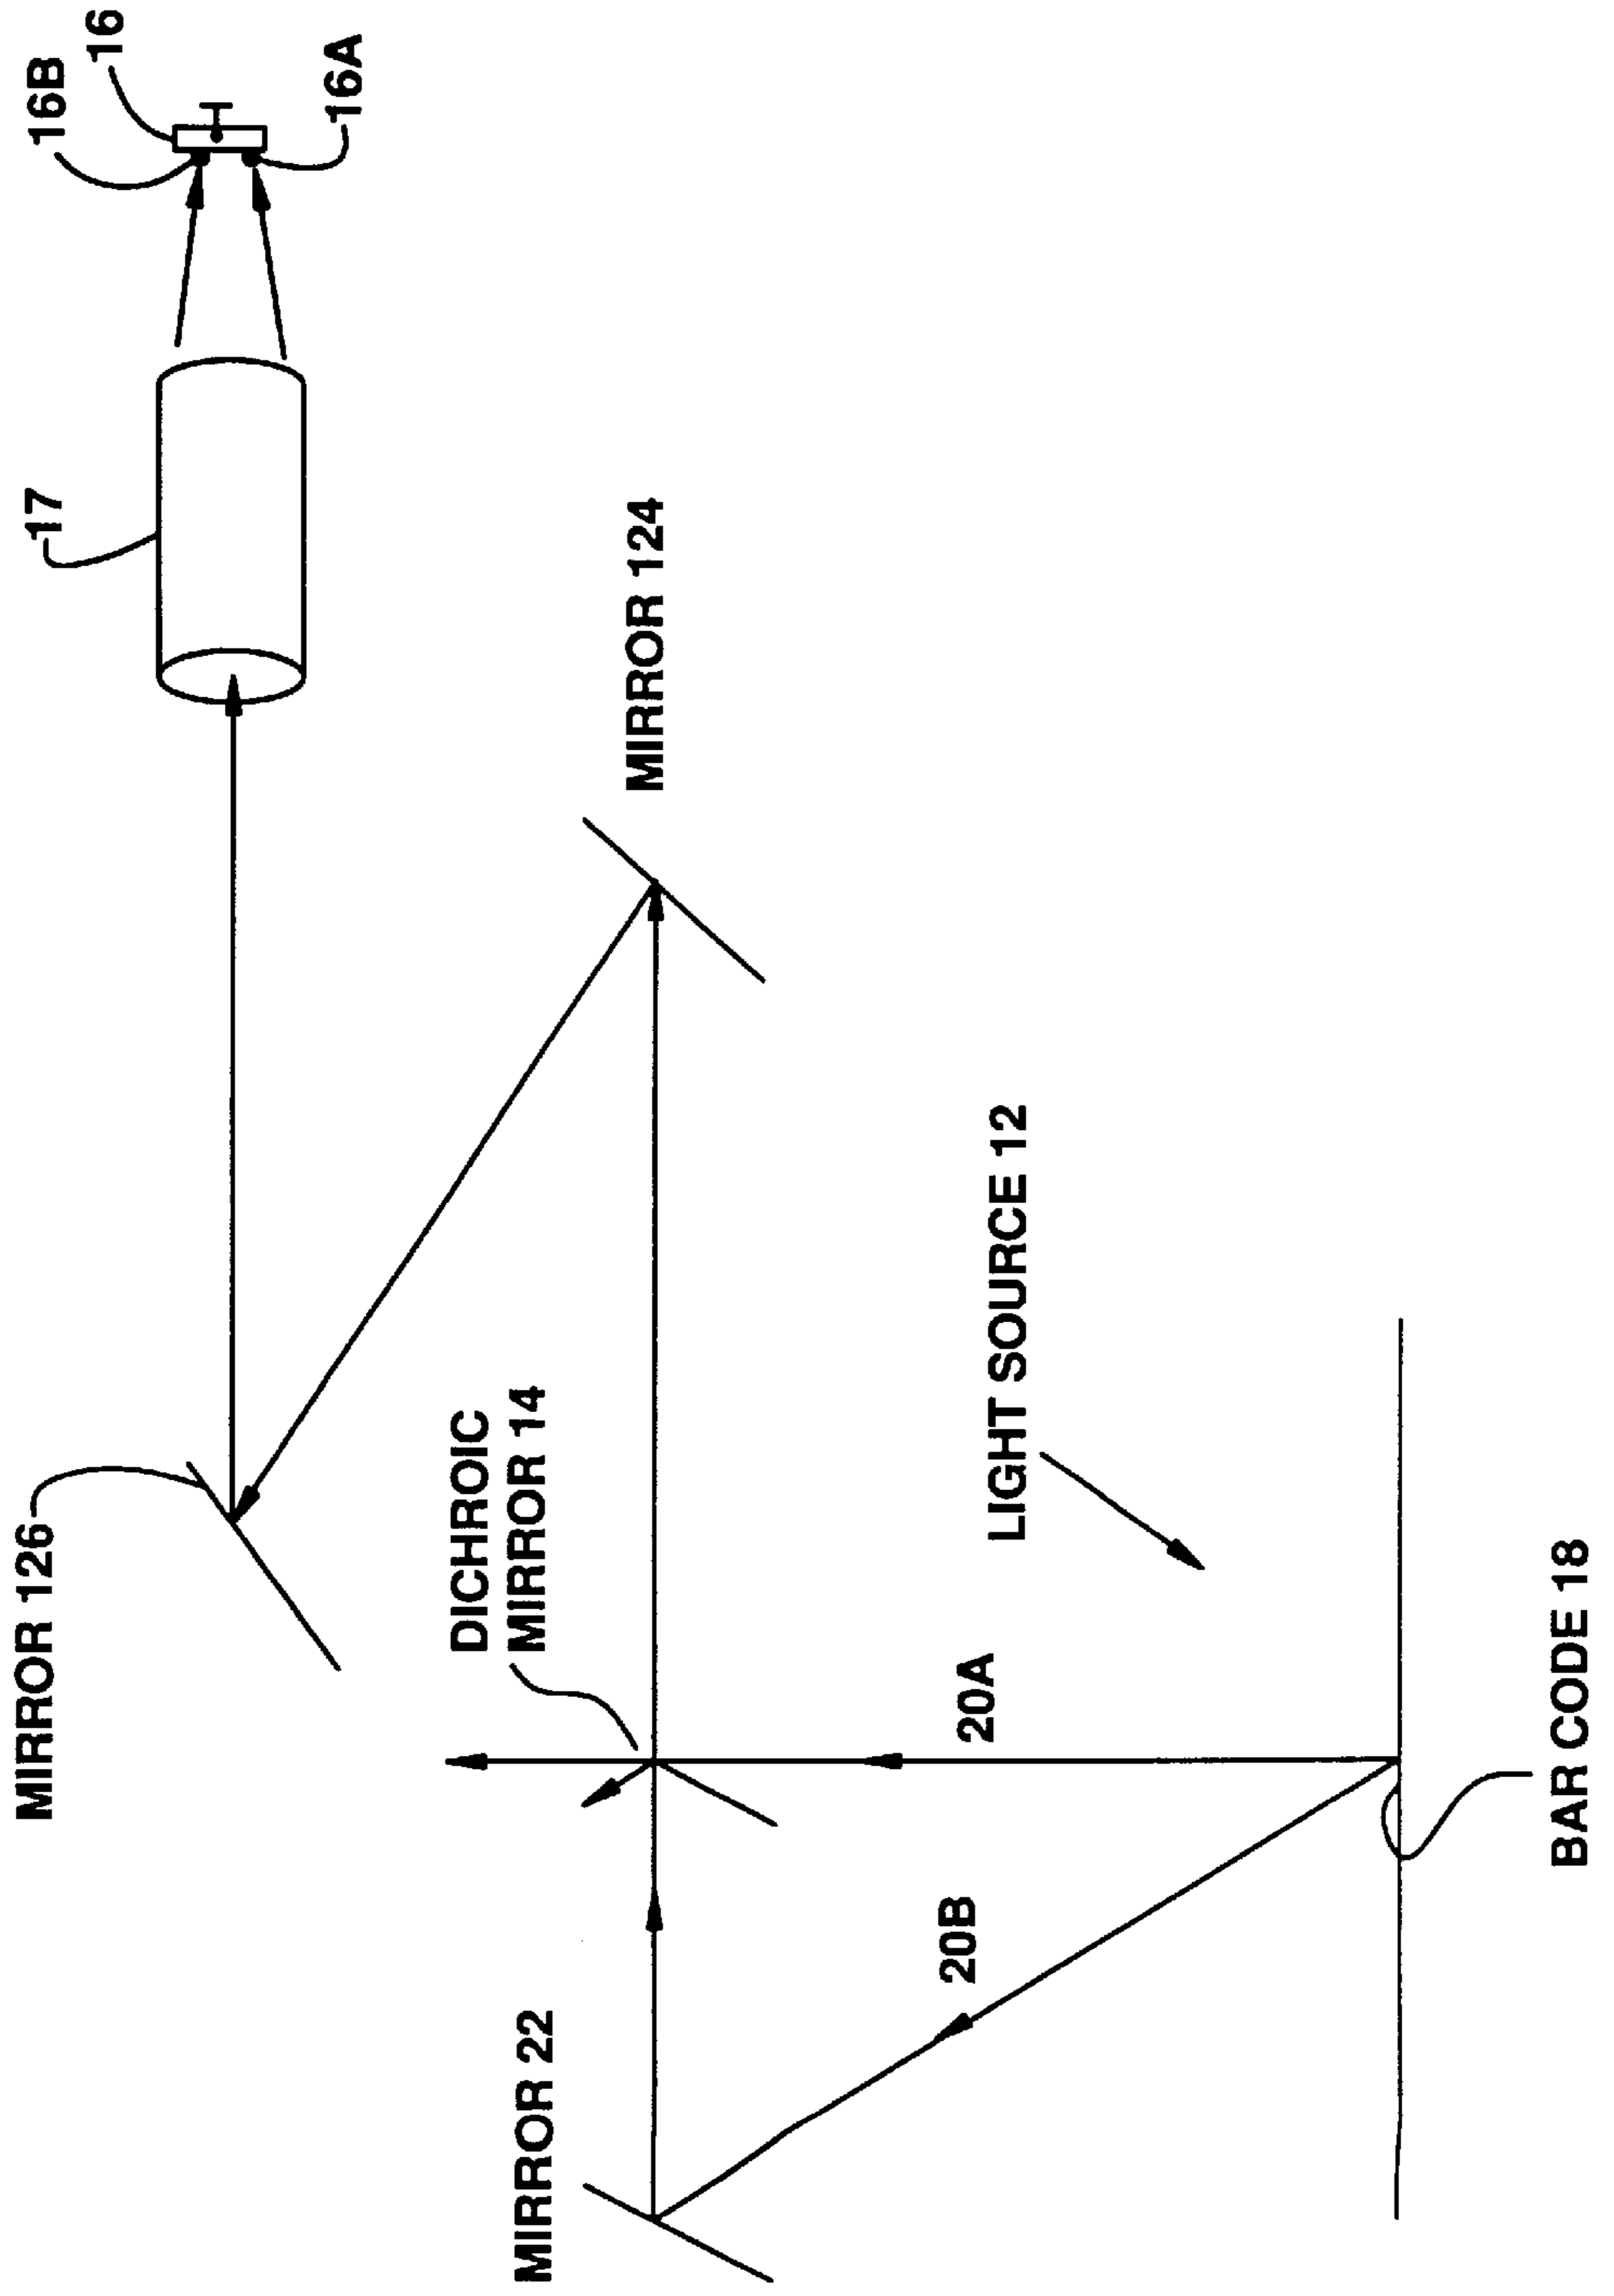 MIRROR 126
17
16B
16
16A
DICHROIC
MIRROR 14
MIRROR 124
MIRROR 22
20B
20A
LIGHT SOURCE 12
BAR CODE 18